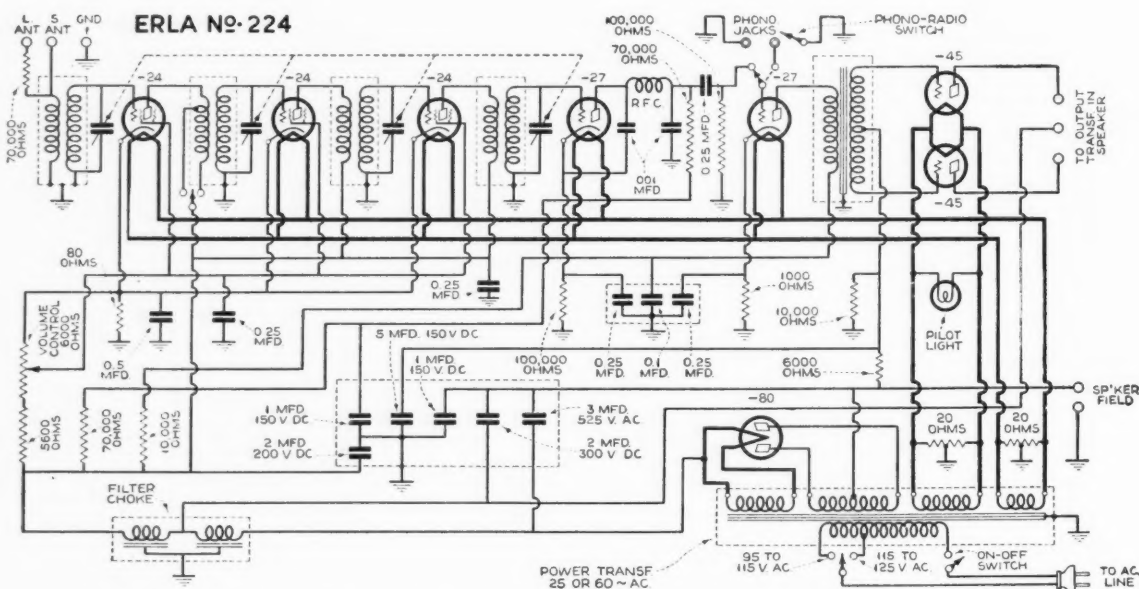 ERLA No. 224
L. ANT
S. ANT
GND
70,000 OHMS
-24
-24
-24
-27
R.F.C.
.001 MFD
100,000 OHMS
70,000 OHMS
0.25 MFD
PHONO JACKS
PHONO-RADIO SWITCH
-27
-45
-45
TO OUTPUT TRANSF. IN SPEAKER
80 OHMS
VOLUME CONTROL 6000 OHMS
0.5 MFD.
0.25 MFD.
0.25 MFD.
.5 MFD. 150 V DC
1 MFD. 150 V. DC
100,000 OHMS
0.25 MFD.
0.1 MFD.
0.25 MFD.
1000 OHMS
10,000 OHMS
6000 OHMS
PILOT LIGHT
SP'KER FIELD
5600 OHMS
70,000 OHMS
10,000 OHMS
1 MFD 150 V DC
2 MFD 200 V DC
3 MFD. 525 V. AC.
2 MFD 300 V DC
-80
20 OHMS
20 OHMS
FILTER CHOKE
POWER TRANSF. 25 OR 60 ~ AC.
95 TO 115 V. AC.
115 TO 125 V AC.
ON-OFF SWITCH
TO AC. LINE